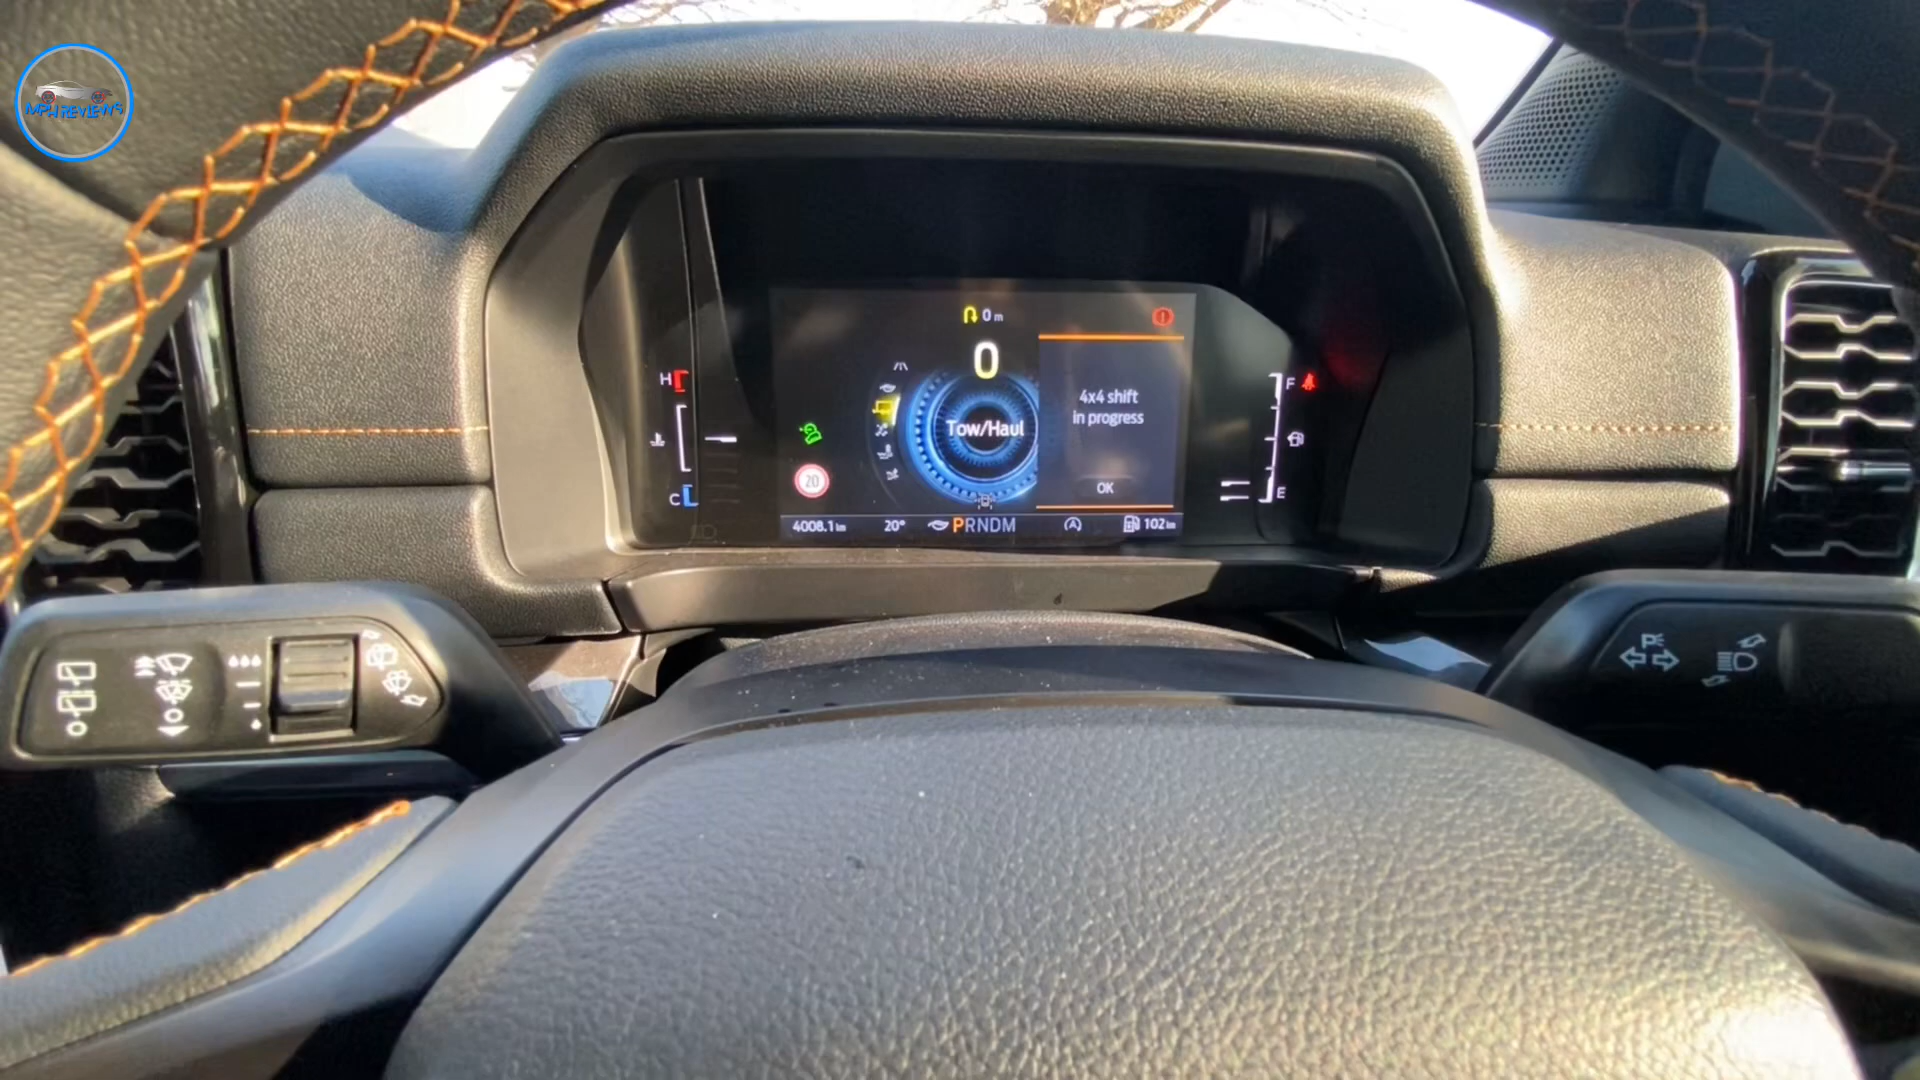 MPH REVIEWS
0 m
0
4x4 shift
in progress
Tow/Haul
OK
20
H
C
F
E
4008.1 km
20°
PRNDM
A
102 km
P